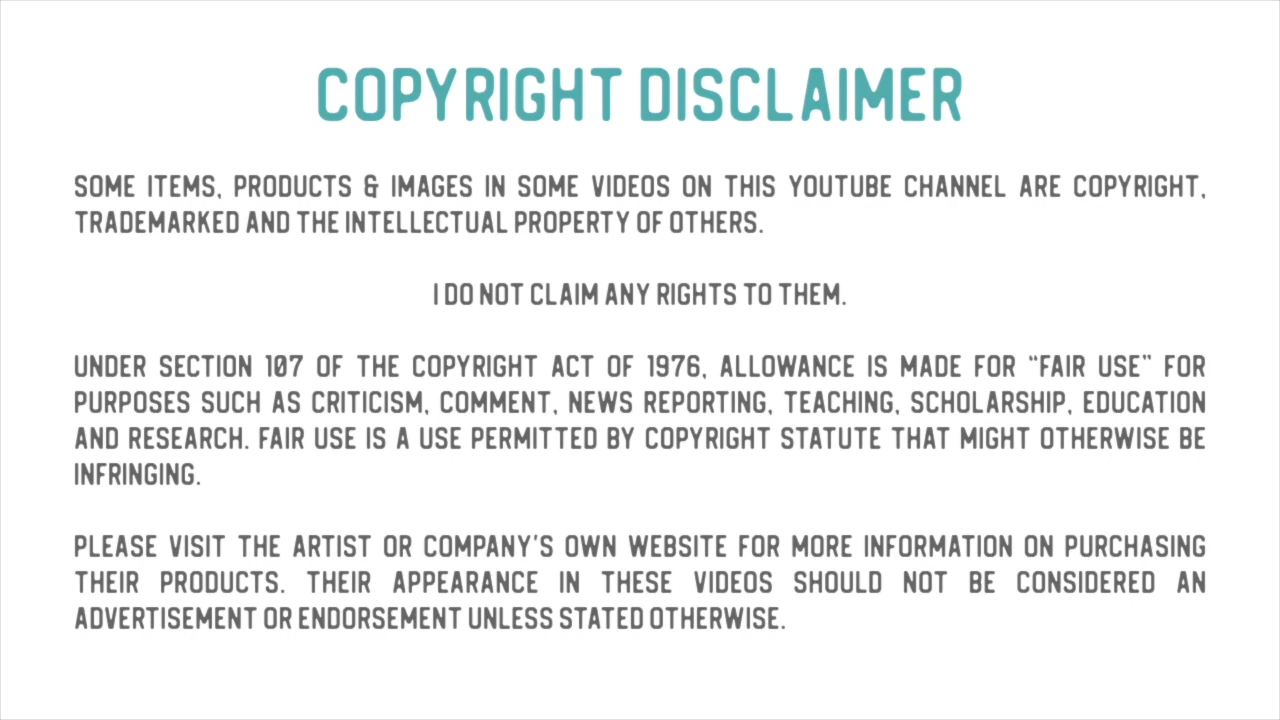 COPYRIGHT DISCLAIMER
SOME ITEMS, PRODUCTS & IMAGES IN SOME VIDEOS ON THIS YOUTUBE CHANNEL ARE COPYRIGHT,
TRADEMARKED AND THE INTELLECTUAL PROPERTY OF OTHERS.
I DO NOT CLAIM ANY RIGHTS TO THEM.
UNDER SECTION 107 OF THE COPYRIGHT ACT OF 1976, ALLOWANCE IS MADE FOR “FAIR USE” FOR
PURPOSES SUCH AS CRITICISM, COMMENT, NEWS REPORTING, TEACHING, SCHOLARSHIP, EDUCATION
AND RESEARCH. FAIR USE IS A USE PERMITTED BY COPYRIGHT STATUTE THAT MIGHT OTHERWISE BE
INFRINGING.
PLEASE VISIT THE ARTIST OR COMPANY'S OWN WEBSITE FOR MORE INFORMATION ON PURCHASING
THEIR PRODUCTS. THEIR APPEARANCE IN THESE VIDEOS SHOULD NOT BE CONSIDERED AN
ADVERTISEMENT OR ENDORSEMENT UNLESS STATED OTHERWISE.